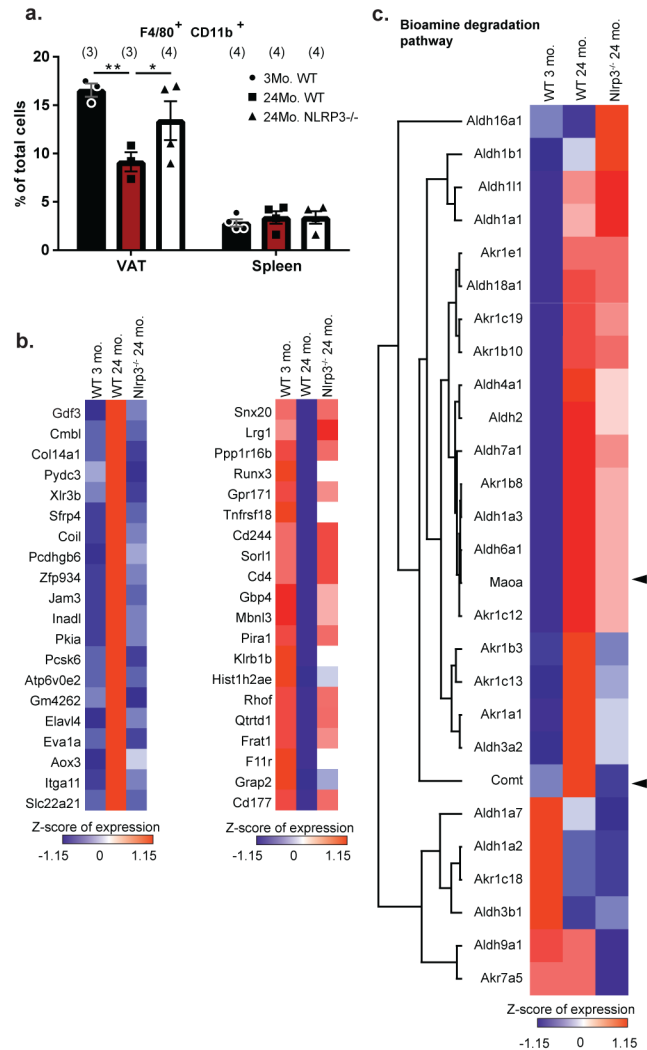 a.
F4/80+ CD11b+
(3) (3) (4) (4) (4) (4)
** *
3Mo. WT
24Mo. WT
24Mo. NLRP3-/-
% of total cells
20
15
10
5
0
VAT Spleen
b.
WT 3 mo.
WT 24 mo.
Nlrp3-/- 24 mo.
Gdf3
Cmbl
Col14a1
Pydc3
Xlr3b
Sfrp4
Coil
Pcdhgb6
Zfp934
Jam3
Inadl
Pkia
Pcsk6
Atp6v0e2
Gm4262
Elavl4
Eva1a
Aox3
Itga11
Slc22a21
Z-score of expression
-1.15 0 1.15
WT 3 mo.
WT 24 mo.
Nlrp3-/- 24 mo.
Snx20
Lrg1
Ppp1r16b
Runx3
Gpr171
Tnfrsf18
Cd244
Sorl1
Cd4
Gbp4
Mbnl3
Pira1
Klrb1b
Hist1h2ae
Rhof
Qtrtd1
Frat1
F11r
Grap2
Cd177
Z-score of expression
-1.15 0 1.15
c.
Bioamine degradation
pathway
WT 3 mo.
WT 24 mo.
Nlrp3-/- 24 mo.
Aldh16a1
Aldh1b1
Aldh1l1
Aldh1a1
Akr1e1
Aldh18a1
Akr1c19
Akr1b10
Aldh4a1
Aldh2
Aldh7a1
Akr1b8
Aldh1a3
Aldh6a1
Maoa
Akr1c12
Akr1b3
Akr1c13
Akr1a1
Aldh3a2
Comt
Aldh1a7
Aldh1a2
Akr1c18
Aldh3b1
Aldh9a1
Akr7a5
Z-score of expression
-1.15 0 1.15